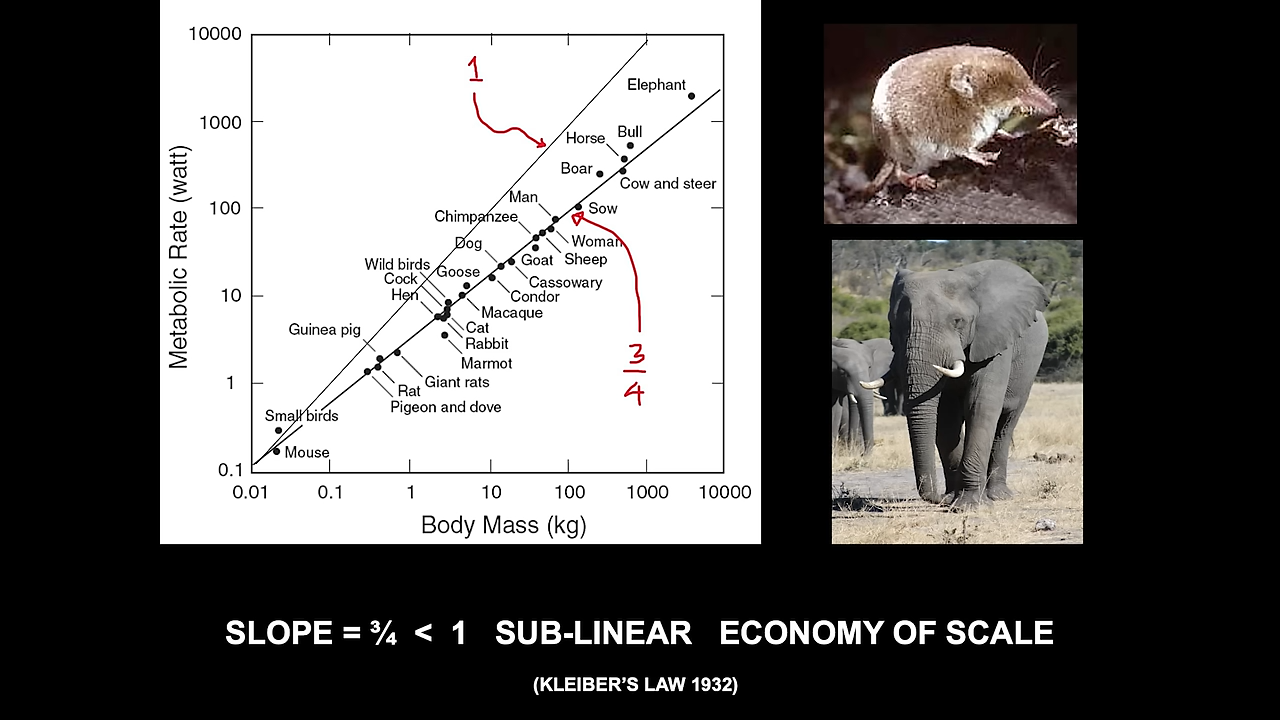 10000
1000
100
10
1
0.1
Metabolic Rate (watt)
1
Elephant
Bull
Horse
Boar
Cow and steer
Man
Sow
Chimpanzee
Woman
Dog
Goat
Sheep
Wild birds
Goose
Cassowary
Cock
Condor
Hen
Macaque
Cat
Guinea pig
Rabbit
Marmot
3
4
Giant rats
Rat
Pigeon and dove
Small birds
Mouse
0.01 0.1 1 10 100 1000 10000
Body Mass (kg)
SLOPE = ¾ < 1 SUB-LINEAR ECONOMY OF SCALE
(KLEIBER'S LAW 1932)